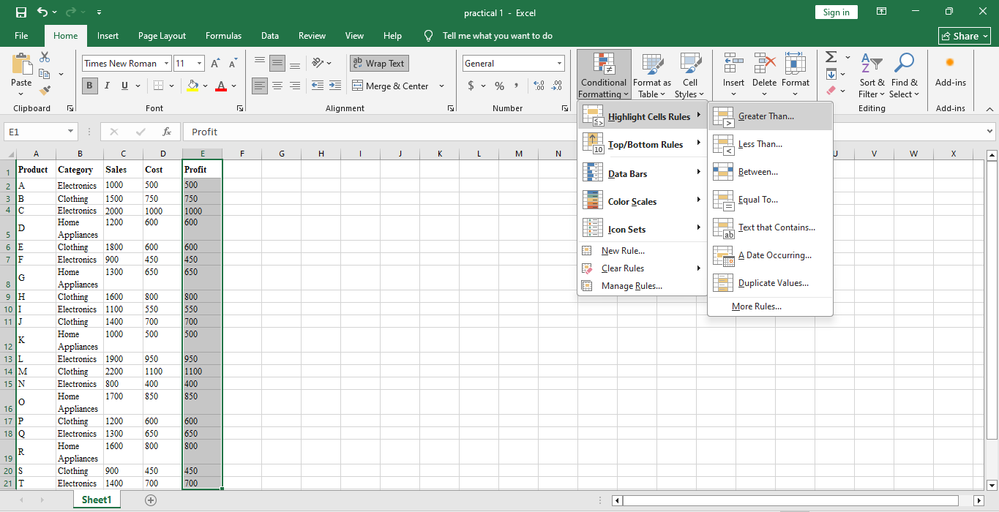 practical 1 - Excel
Sign in
File Home Insert Page Layout Formulas Data Review View Help Tell me what you want to do
Share
Paste
Clipboard
Times New Roman 11
B I U
A A
A
Font
ab Wrap Text
Merge & Center
Alignment
General
$ % ,
Number
Conditional Formatting
Format as Table
Cell Styles
Insert Delete Format
Sort & Filter
Find & Select
Editing
Add-ins
Add-ins
E1 fx Profit
Highlight Cells Rules
Top/Bottom Rules
Data Bars
Color Scales
Icon Sets
New Rule...
Clear Rules
Manage Rules...
Greater Than...
Less Than...
Between...
Equal To...
Text that Contains...
A Date Occurring...
Duplicate Values...
More Rules...
A B C D E F G H I J K L M N U V W X
1 Product Category Sales Cost Profit
2 A Electronics 1000 500 500
3 B Clothing 1500 750 750
4 C Electronics 2000 1000 1000
5 D Home Appliances 1200 600 600
6 E Clothing 1800 600 600
7 F Electronics 900 450 450
8 G Home Appliances 1300 650 650
9 H Clothing 1600 800 800
10 I Electronics 1100 550 550
11 J Clothing 1400 700 700
12 K Home Appliances 1000 500 500
13 L Electronics 1900 950 950
14 M Clothing 2200 1100 1100
15 N Electronics 800 400 400
16 O Home Appliances 1700 850 850
17 P Clothing 1200 600 600
18 Q Electronics 1300 650 650
19 R Home Appliances 1600 800 800
20 S Clothing 900 450 450
21 T Electronics 1400 700 700
Sheet1